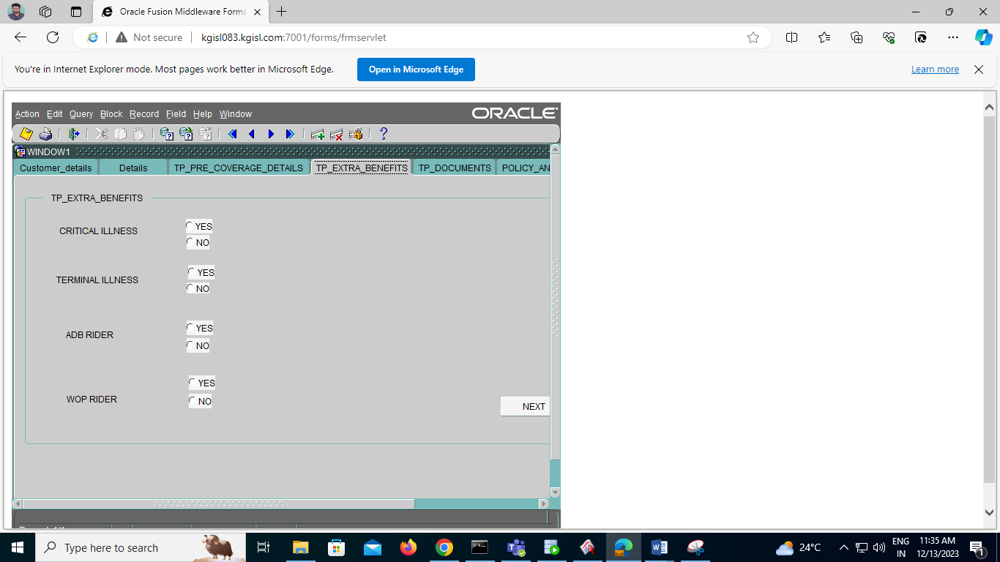 Oracle Fusion Middleware Forms
Not secure
kgisl083.kgisl.com:7001/forms/frmservlet
You're in Internet Explorer mode. Most pages work better in Microsoft Edge.
Open in Microsoft Edge
Learn more
Action Edit Query Block Record Field Help Window
ORACLE
WINDOW1
Customer_details Details TP_PRE_COVERAGE_DETAILS TP_EXTRA_BENEFITS TP_DOCUMENTS POLICY_AN
TP_EXTRA_BENEFITS
CRITICAL ILLNESS
YES
NO
TERMINAL ILLNESS
YES
NO
ADB RIDER
YES
NO
WOP RIDER
YES
NO
NEXT
Type here to search
24°C
ENG
IN
11:35 AM
12/13/2023
1